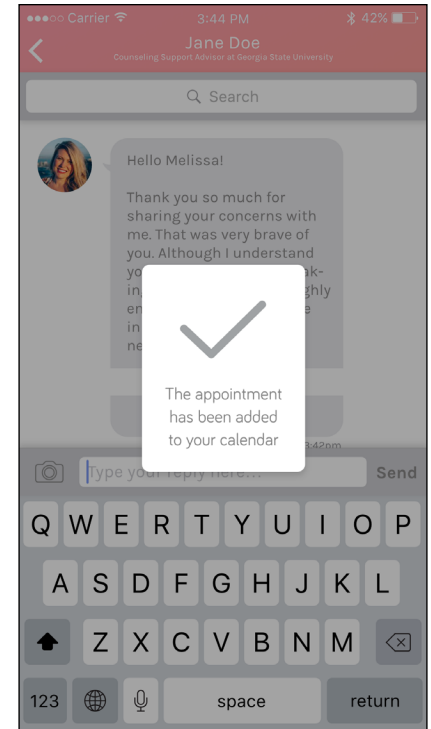 Carrier 3:44 PM 42%
Jane Doe
Counseling Support Advisor at Georgia State University
Search
Hello Melissa!
Thank you so much for
sharing your concerns with
me. That was very brave of
you. Although I understand
The appointment
has been added
to your calendar
3:42pm
Type your reply here... Send
Q W E R T Y U I O P
A S D F G H J K L
Z X C V B N M
123 space return